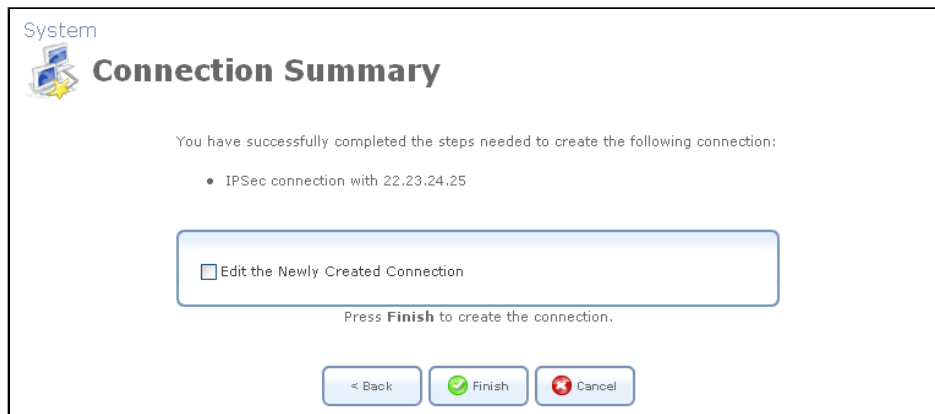 System
Connection Summary
You have successfully completed the steps needed to create the following connection:
IPSec connection with 22.23.24.25
Edit the Newly Created Connection
Press Finish to create the connection.
< Back
Finish
Cancel